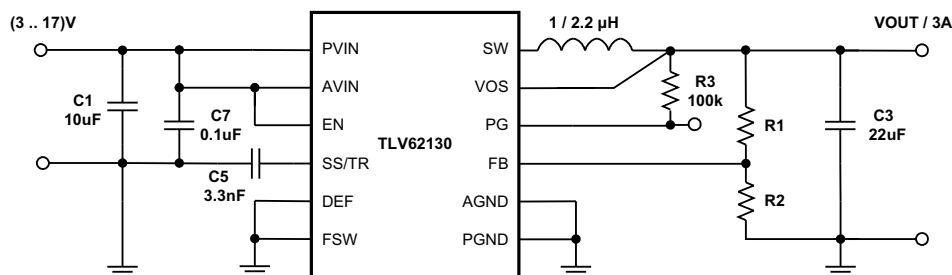 (3 .. 17)V
1 / 2.2 µH
VOUT / 3A
PVIN
SW
AVIN
VOS
R3
100k
C1
10uF
C7
0.1uF
EN
PG
TLV62130
R1
C3
22uF
SS/TR
FB
C5
3.3nF
DEF
AGND
R2
FSW
PGND